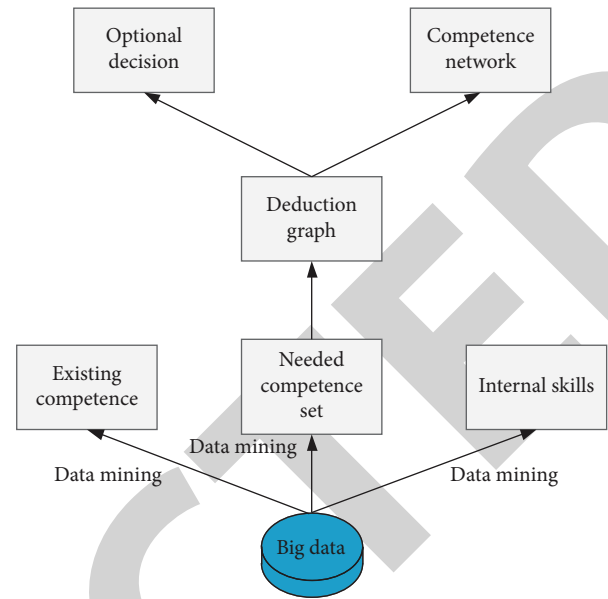 Optional
decision
Competence
network
Deduction
graph
Existing
competence
Needed
competence
set
Internal skills
Data mining
Data mining
Data mining
Big data
CTED